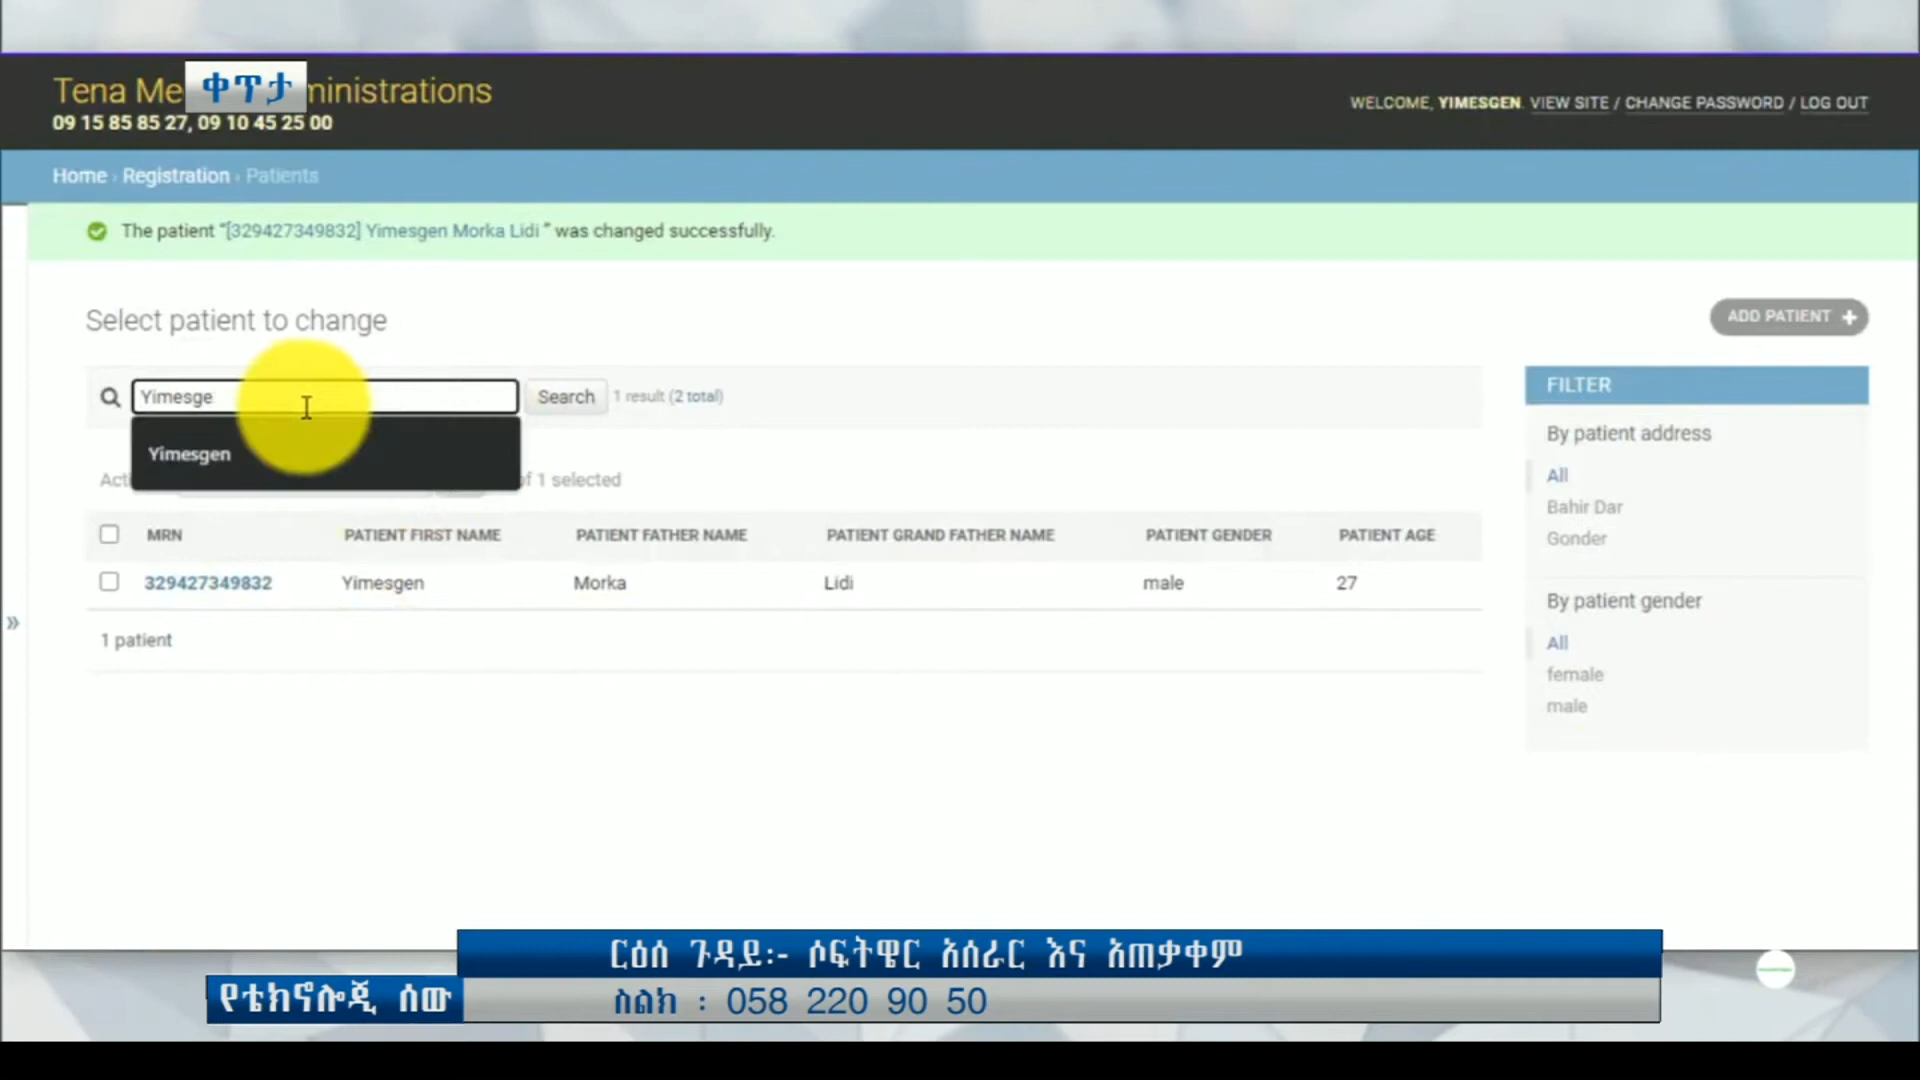 Tena Me ቀጥታ ministrations
09 15 85 85 27, 09 10 45 25 00
WELCOME, YIMESGEN. VIEW SITE / CHANGE PASSWORD / LOG OUT
Home › Registration › Patients
The patient “[329427349832] Yimesgen Morka Lidi ” was changed successfully.
Select patient to change
ADD PATIENT +
Yimesge
Search
1 result (2 total)
Yimesgen
Acti
of 1 selected
MRN PATIENT FIRST NAME PATIENT FATHER NAME PATIENT GRAND FATHER NAME PATIENT GENDER PATIENT AGE
329427349832 Yimesgen Morka Lidi male 27
1 patient
FILTER
By patient address
All
Bahir Dar
Gonder
By patient gender
All
female
male
»
ርዕሰ ጉዳይ፡- ሶፍትዌር አሰራር እና አጠቃቀም
የቴክኖሎጂ ሰው
ስልክ : 058 220 90 50